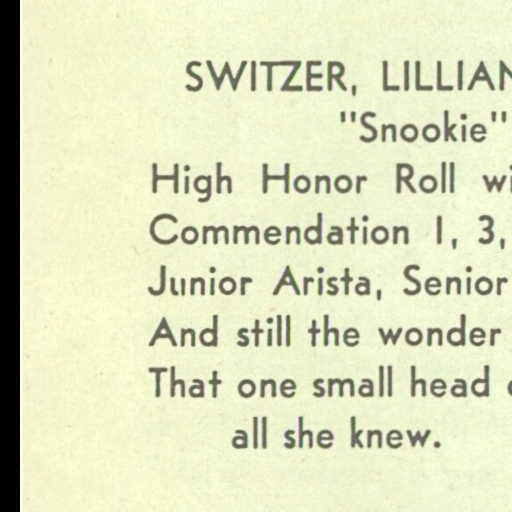 SWITZER, LILLIAN
"Snookie"
High Honor Roll
Commendation 1, 3,
Junior Arista, Senior
And still the wonder
That one small head
all she knew.